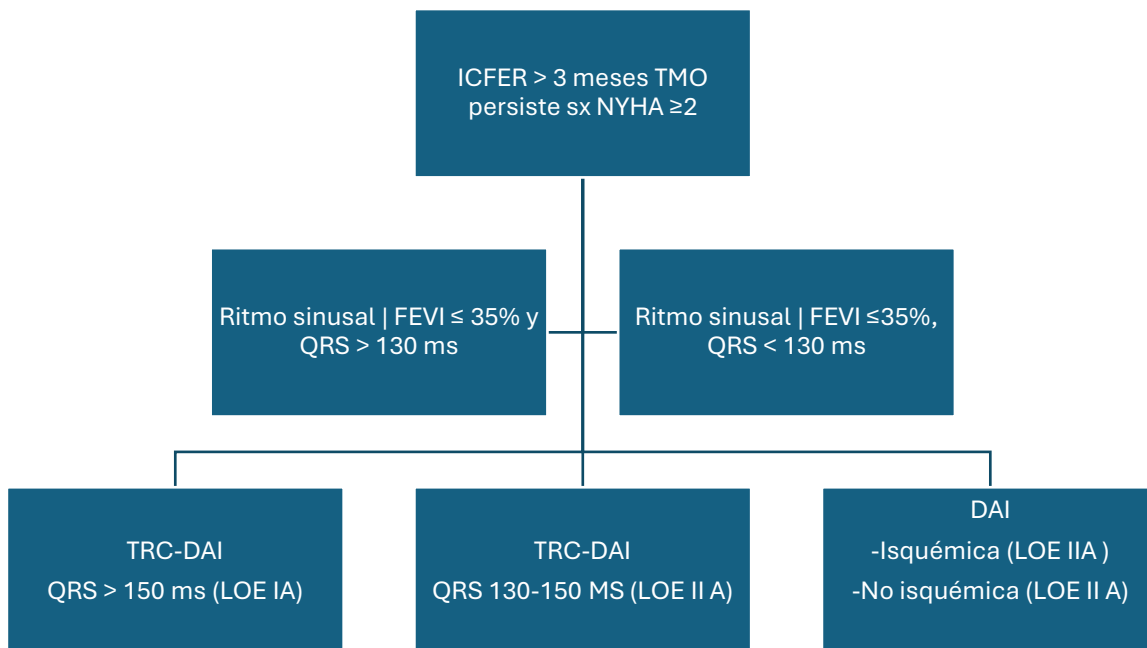 ICFER > 3 meses TMO
persiste sx NYHA ≥2
Ritmo sinusal | FEVI ≤ 35% y
QRS > 130 ms
Ritmo sinusal | FEVI ≤35%,
QRS < 130 ms
TRC-DAI
QRS > 150 ms (LOE IA)
TRC-DAI
QRS 130-150 MS (LOE II A)
DAI
-Isquémica (LOE IIA )
-No isquémica (LOE II A)